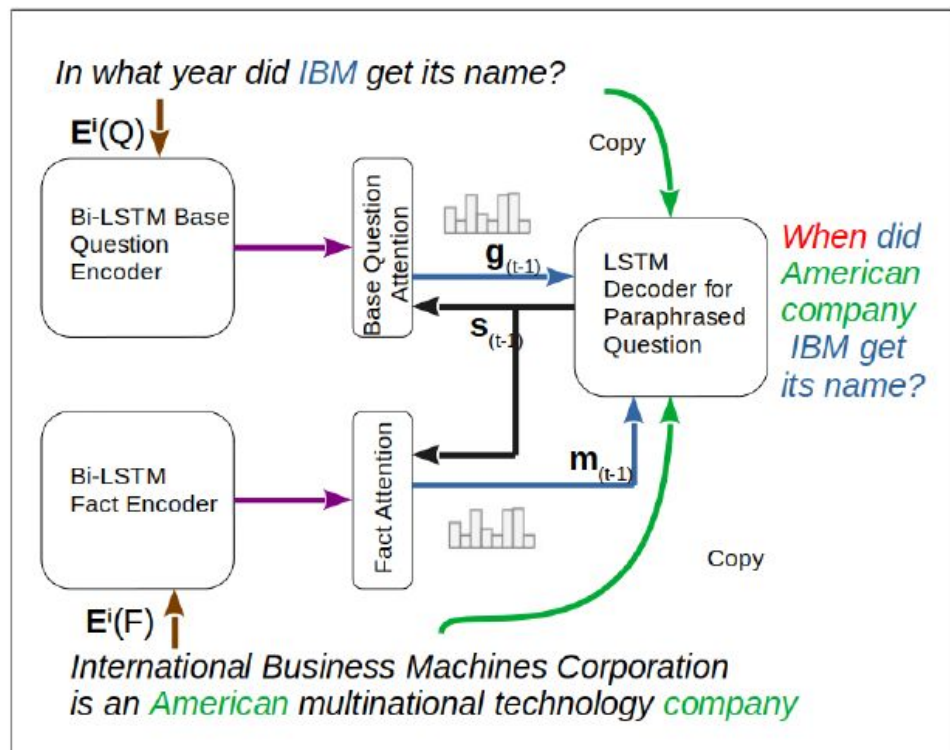 In what year did IBM get its name?
Eⁱ(Q)
Copy
Bi-LSTM Base
Question
Encoder
Base Question
Attention
g(t-1)
s(t-1)
LSTM
Decoder for
Paraphrased
Question
When did
American
company
IBM get
its name?
Bi-LSTM
Fact Encoder
Fact Attention
m(t-1)
Copy
Eⁱ(F)
International Business Machines Corporation
is an American multinational technology company